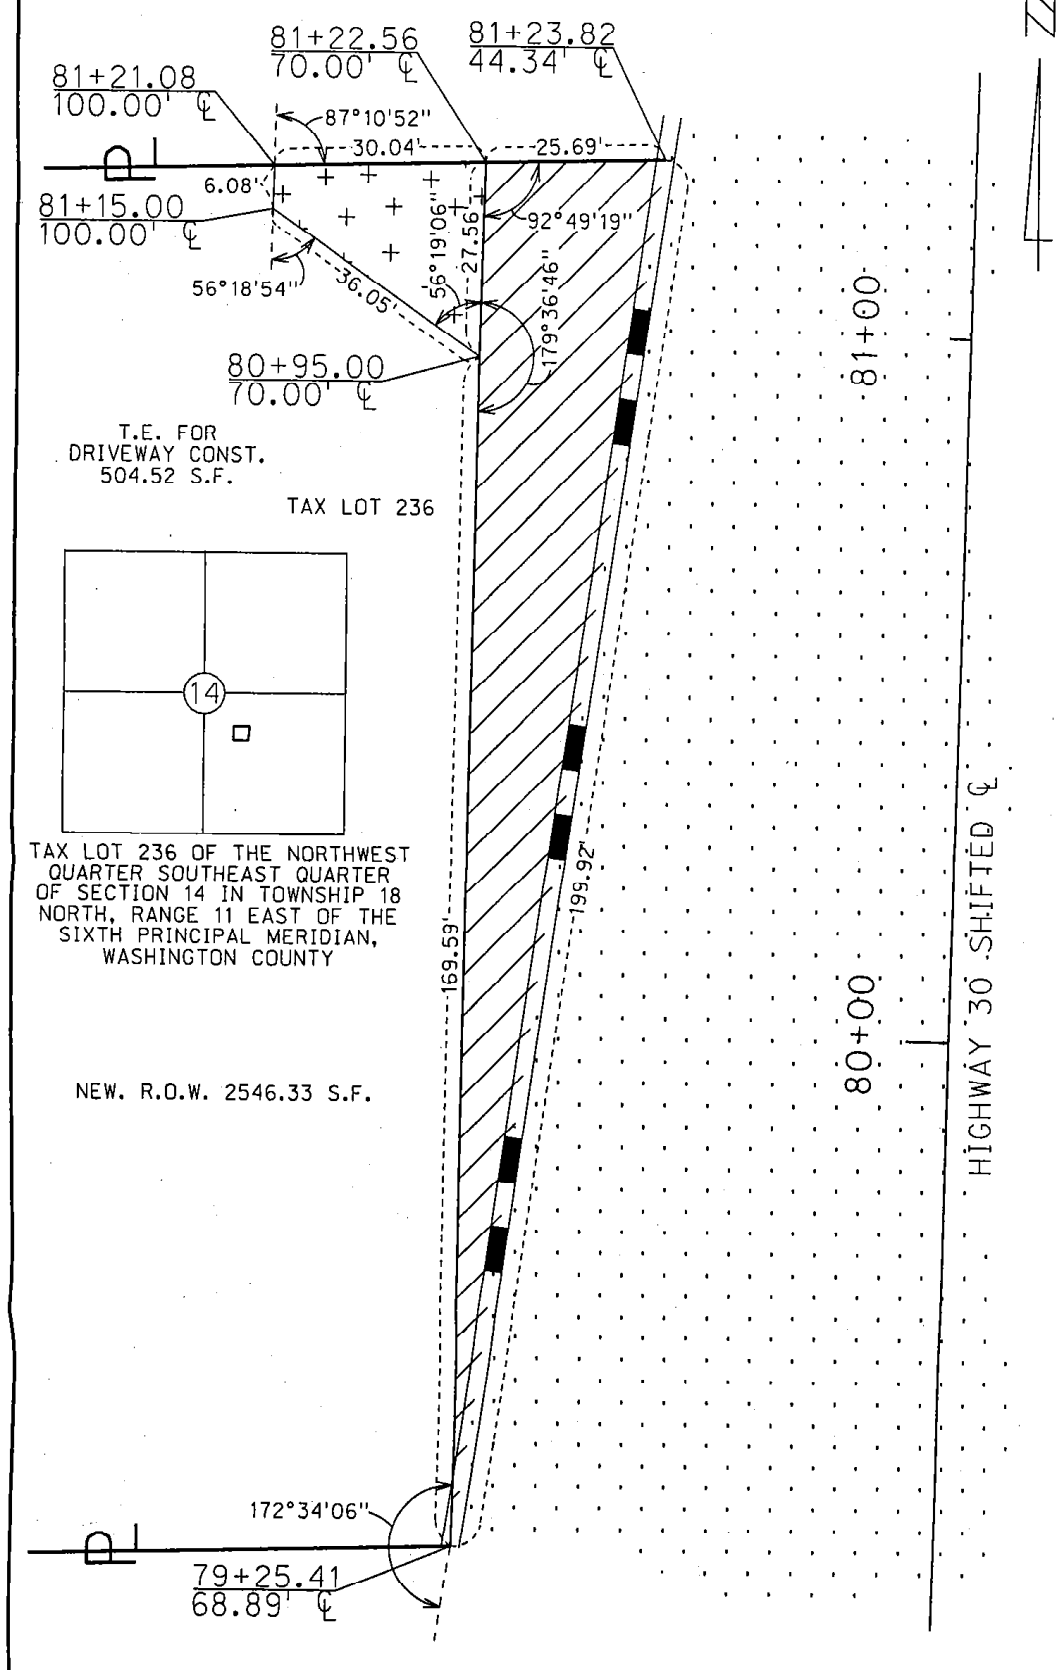 81+22.56
70.00' ℄
81+23.82
44.34' ℄
81+21.08
100.00' ℄
87°10'52"
30.04'
25.69'
PL
6.08'
81+15.00
100.00' ℄
92°49'19"
27.56'
56°19'06"
56°18'54"
36.05'
179°36'46"
80+95.00
70.00' ℄
81+00
T.E. FOR
DRIVEWAY CONST.
504.52 S.F.
TAX LOT 236
14
TAX LOT 236 OF THE NORTHWEST
QUARTER SOUTHEAST QUARTER
OF SECTION 14 IN TOWNSHIP 18
NORTH, RANGE 11 EAST OF THE
SIXTH PRINCIPAL MERIDIAN,
WASHINGTON COUNTY
169.59'
199.92'
80+00
HIGHWAY 30 SHIFTED ℄
NEW. R.O.W. 2546.33 S.F.
172°34'06"
PL
79+25.41
68.89' ℄